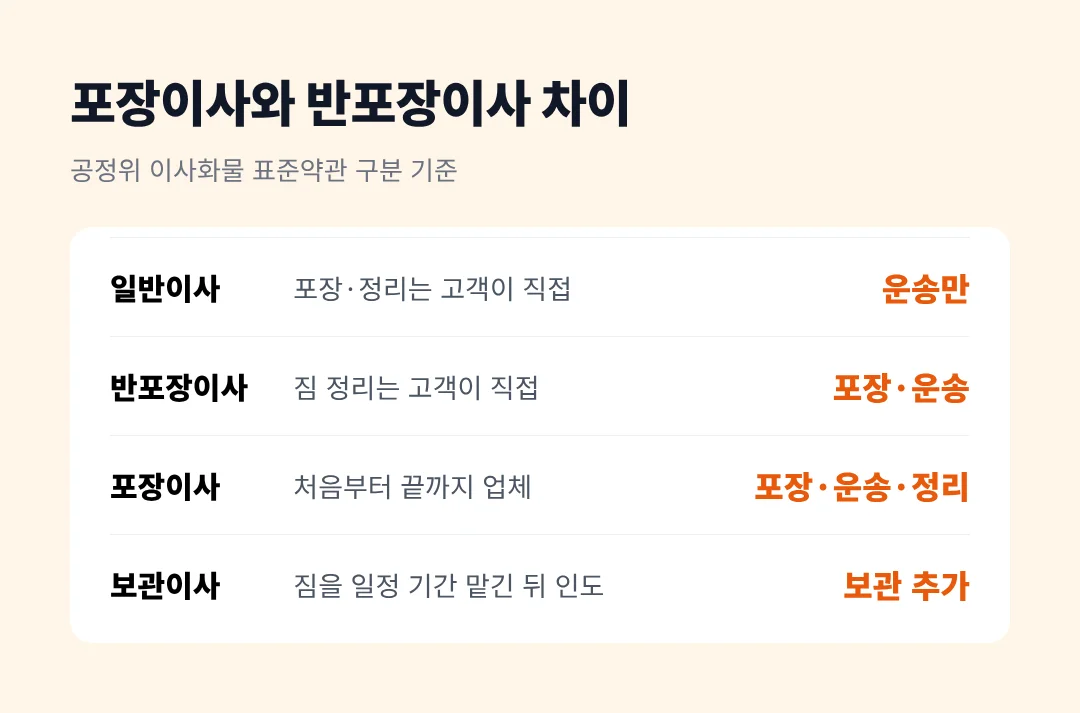 포장이사와 반포장이사 차이
공정위 이사화물 표준약관 구분 기준
일반이사 포장·정리는 고객이 직접 운송만
반포장이사 짐 정리는 고객이 직접 포장·운송
포장이사 처음부터 끝까지 업체 포장·운송·정리
보관이사 짐을 일정 기간 맡긴 뒤 인도 보관 추가